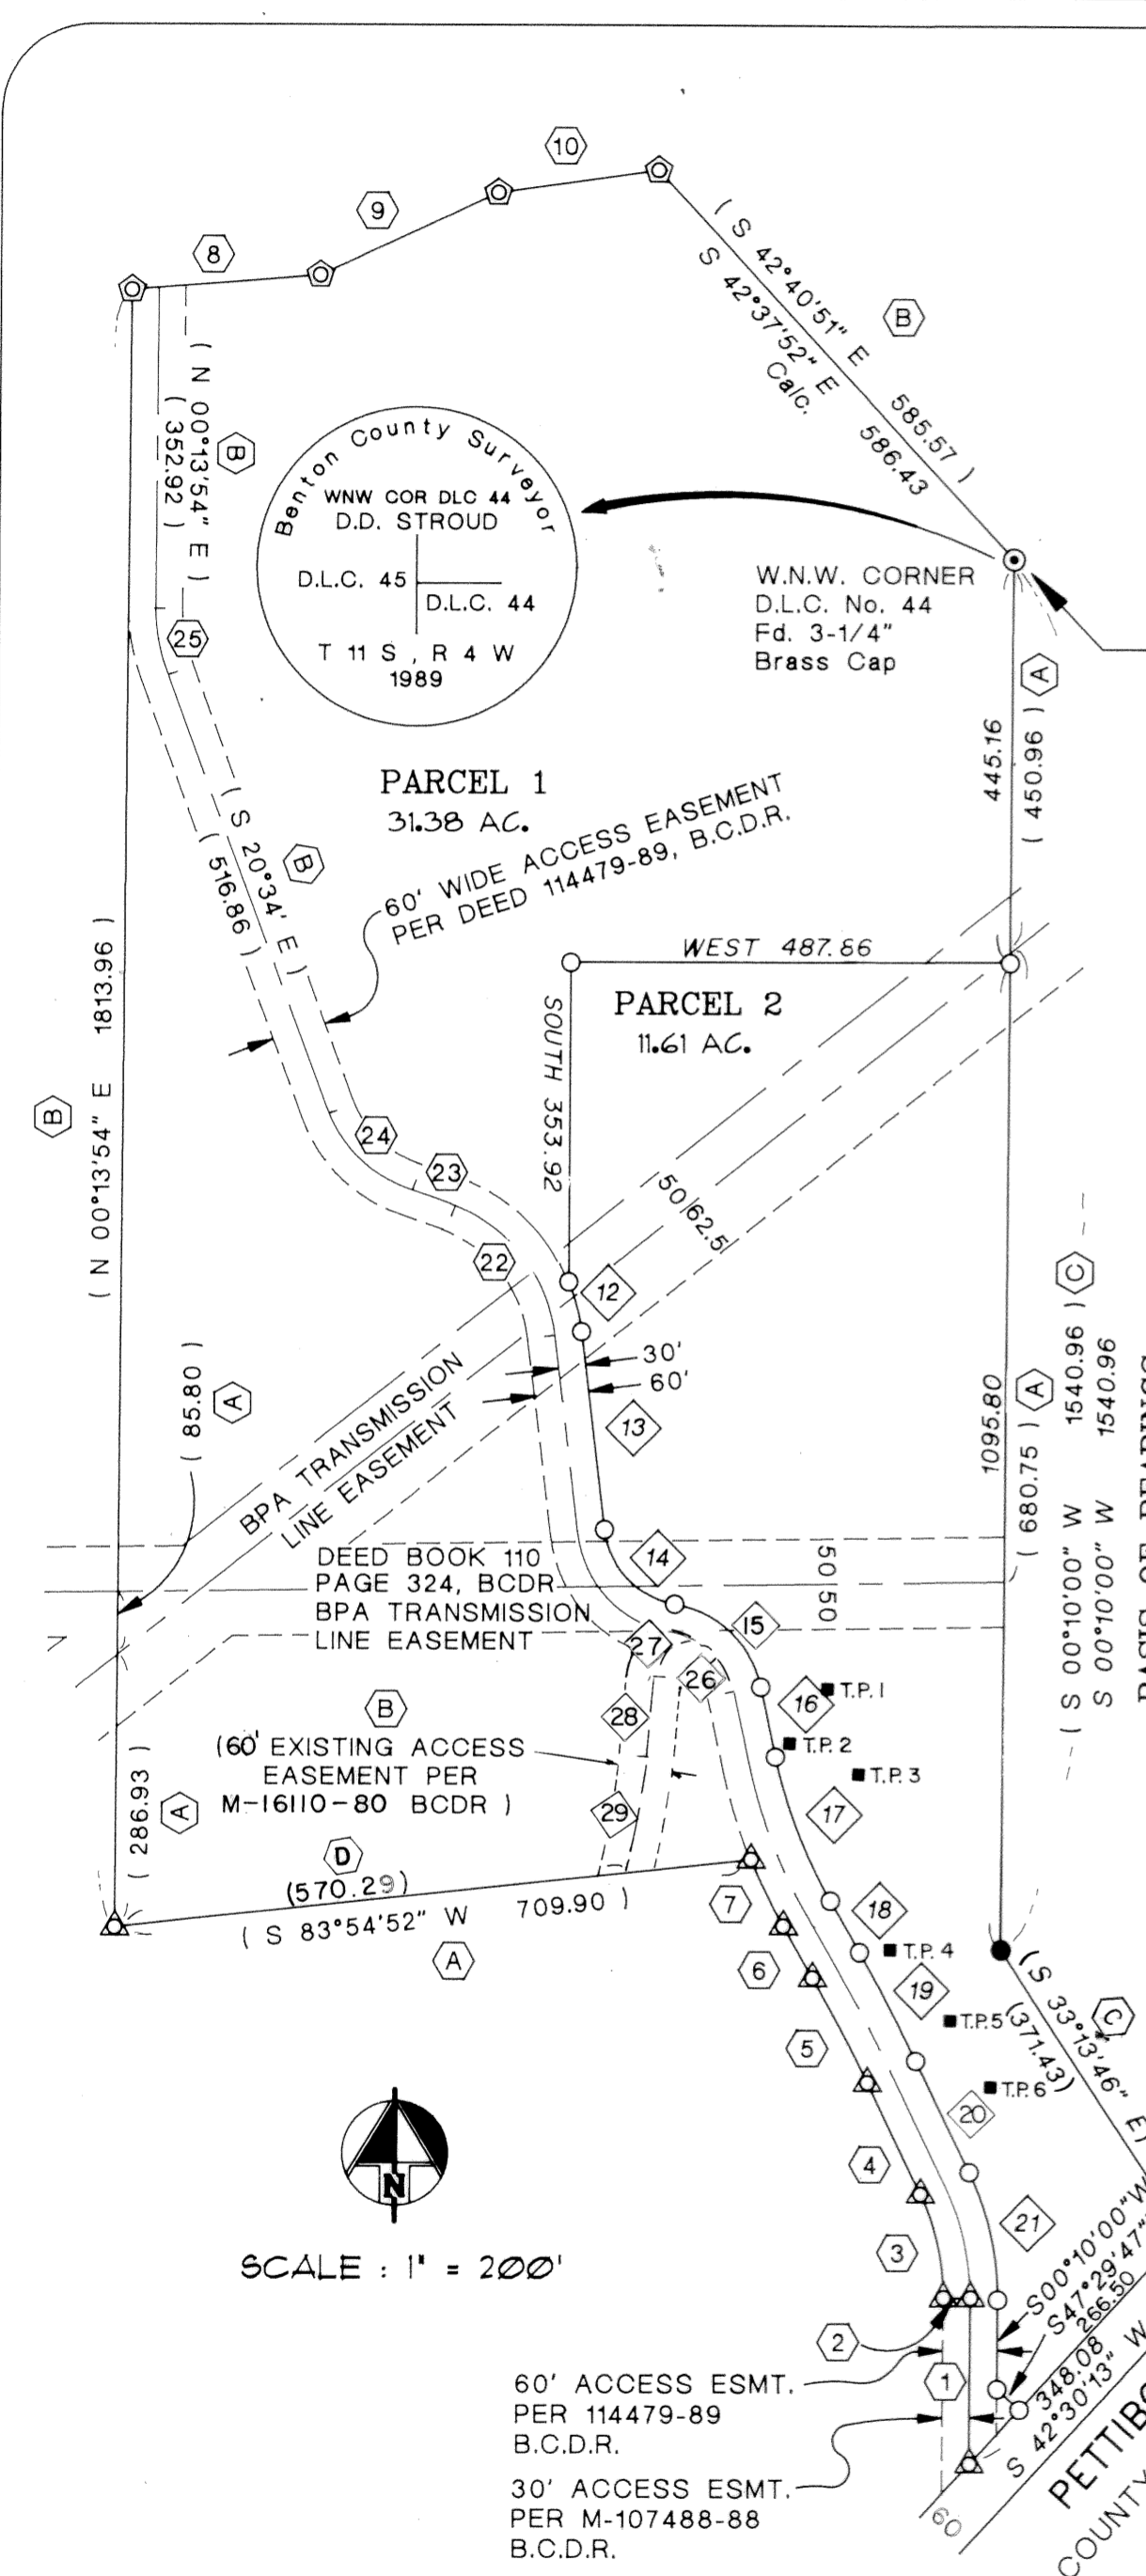 10
9
8
( S 42°40'51" E 585.57 )
S 42°37'52" E 586.43
Calc.
B
( N 00°13'54" E )
( 352.92 )
B
Benton County Surveyor
WNW COR DLC 44
D.D. STROUD
D.L.C. 45
D.L.C. 44
T 11 S , R 4 W
1989
W.N.W. CORNER
D.L.C. No. 44
Fd. 3-1/4"
Brass Cap
25
445.16
( 450.96 )
A
PARCEL 1
31.38 AC.
( S 20°34' E )
( 516.86 )
B
60' WIDE ACCESS EASEMENT
PER DEED 114479-89, B.C.D.R.
WEST 487.86
PARCEL 2
11.61 AC.
SOUTH 353.92
( N 00°13'54" E 1813.96 )
B
24
23
22
50/62.5
12
30'
60'
13
( 85.80 )
A
BPA TRANSMISSION
LINE EASEMENT
1095.80
( 680.75 )
A
( S 00°10'00" W 1540.96 )
C
S 00°10'00" W 1540.96
BASIS OF BEARINGS
DEED BOOK 110
PAGE 324, BCDR
BPA TRANSMISSION
LINE EASEMENT
50 50
14
15
27
26
16
T.P. 1
T.P. 2
T.P. 3
28
B
(60' EXISTING ACCESS
EASEMENT PER
M-16110-80 BCDR )
29
17
( 286.93 )
A
D
(570.29)
( S 83°54'52" W 709.90 )
A
7
18
6
T.P. 4
19
5
T.P. 5
T.P. 6
(S 33°13'46" E)
(371.43)
C
20
4
N
SCALE : 1" = 200'
3
21
2
1
S00°10'00"W
S47°29'47"
266.50
348.08
S 42°30'13" W
60' ACCESS ESMT.
PER 114479-89
B.C.D.R.
30' ACCESS ESMT.
PER M-107488-88
B.C.D.R.
60
PETTIBO
COUNTY